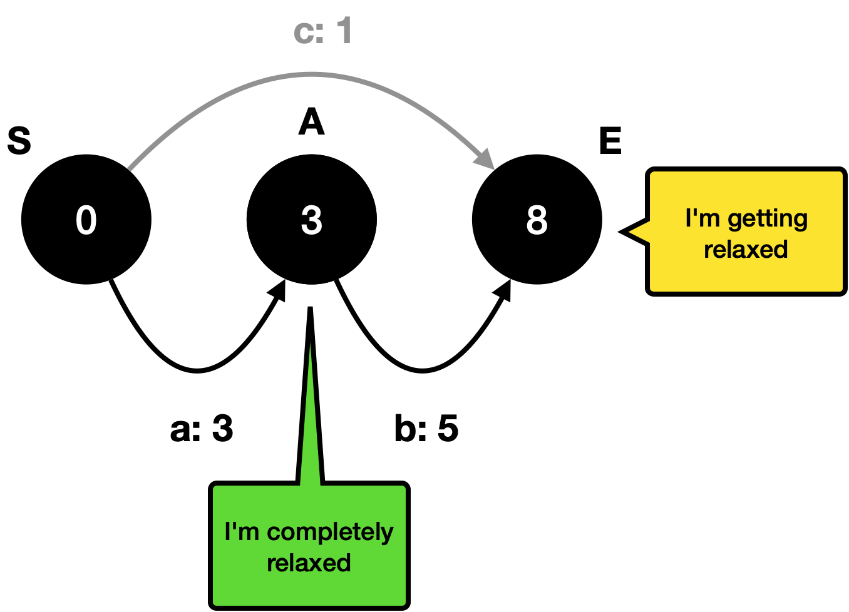 c: 1
S
A
E
0
3
8
I'm getting
relaxed
a: 3
b: 5
I'm completely
relaxed